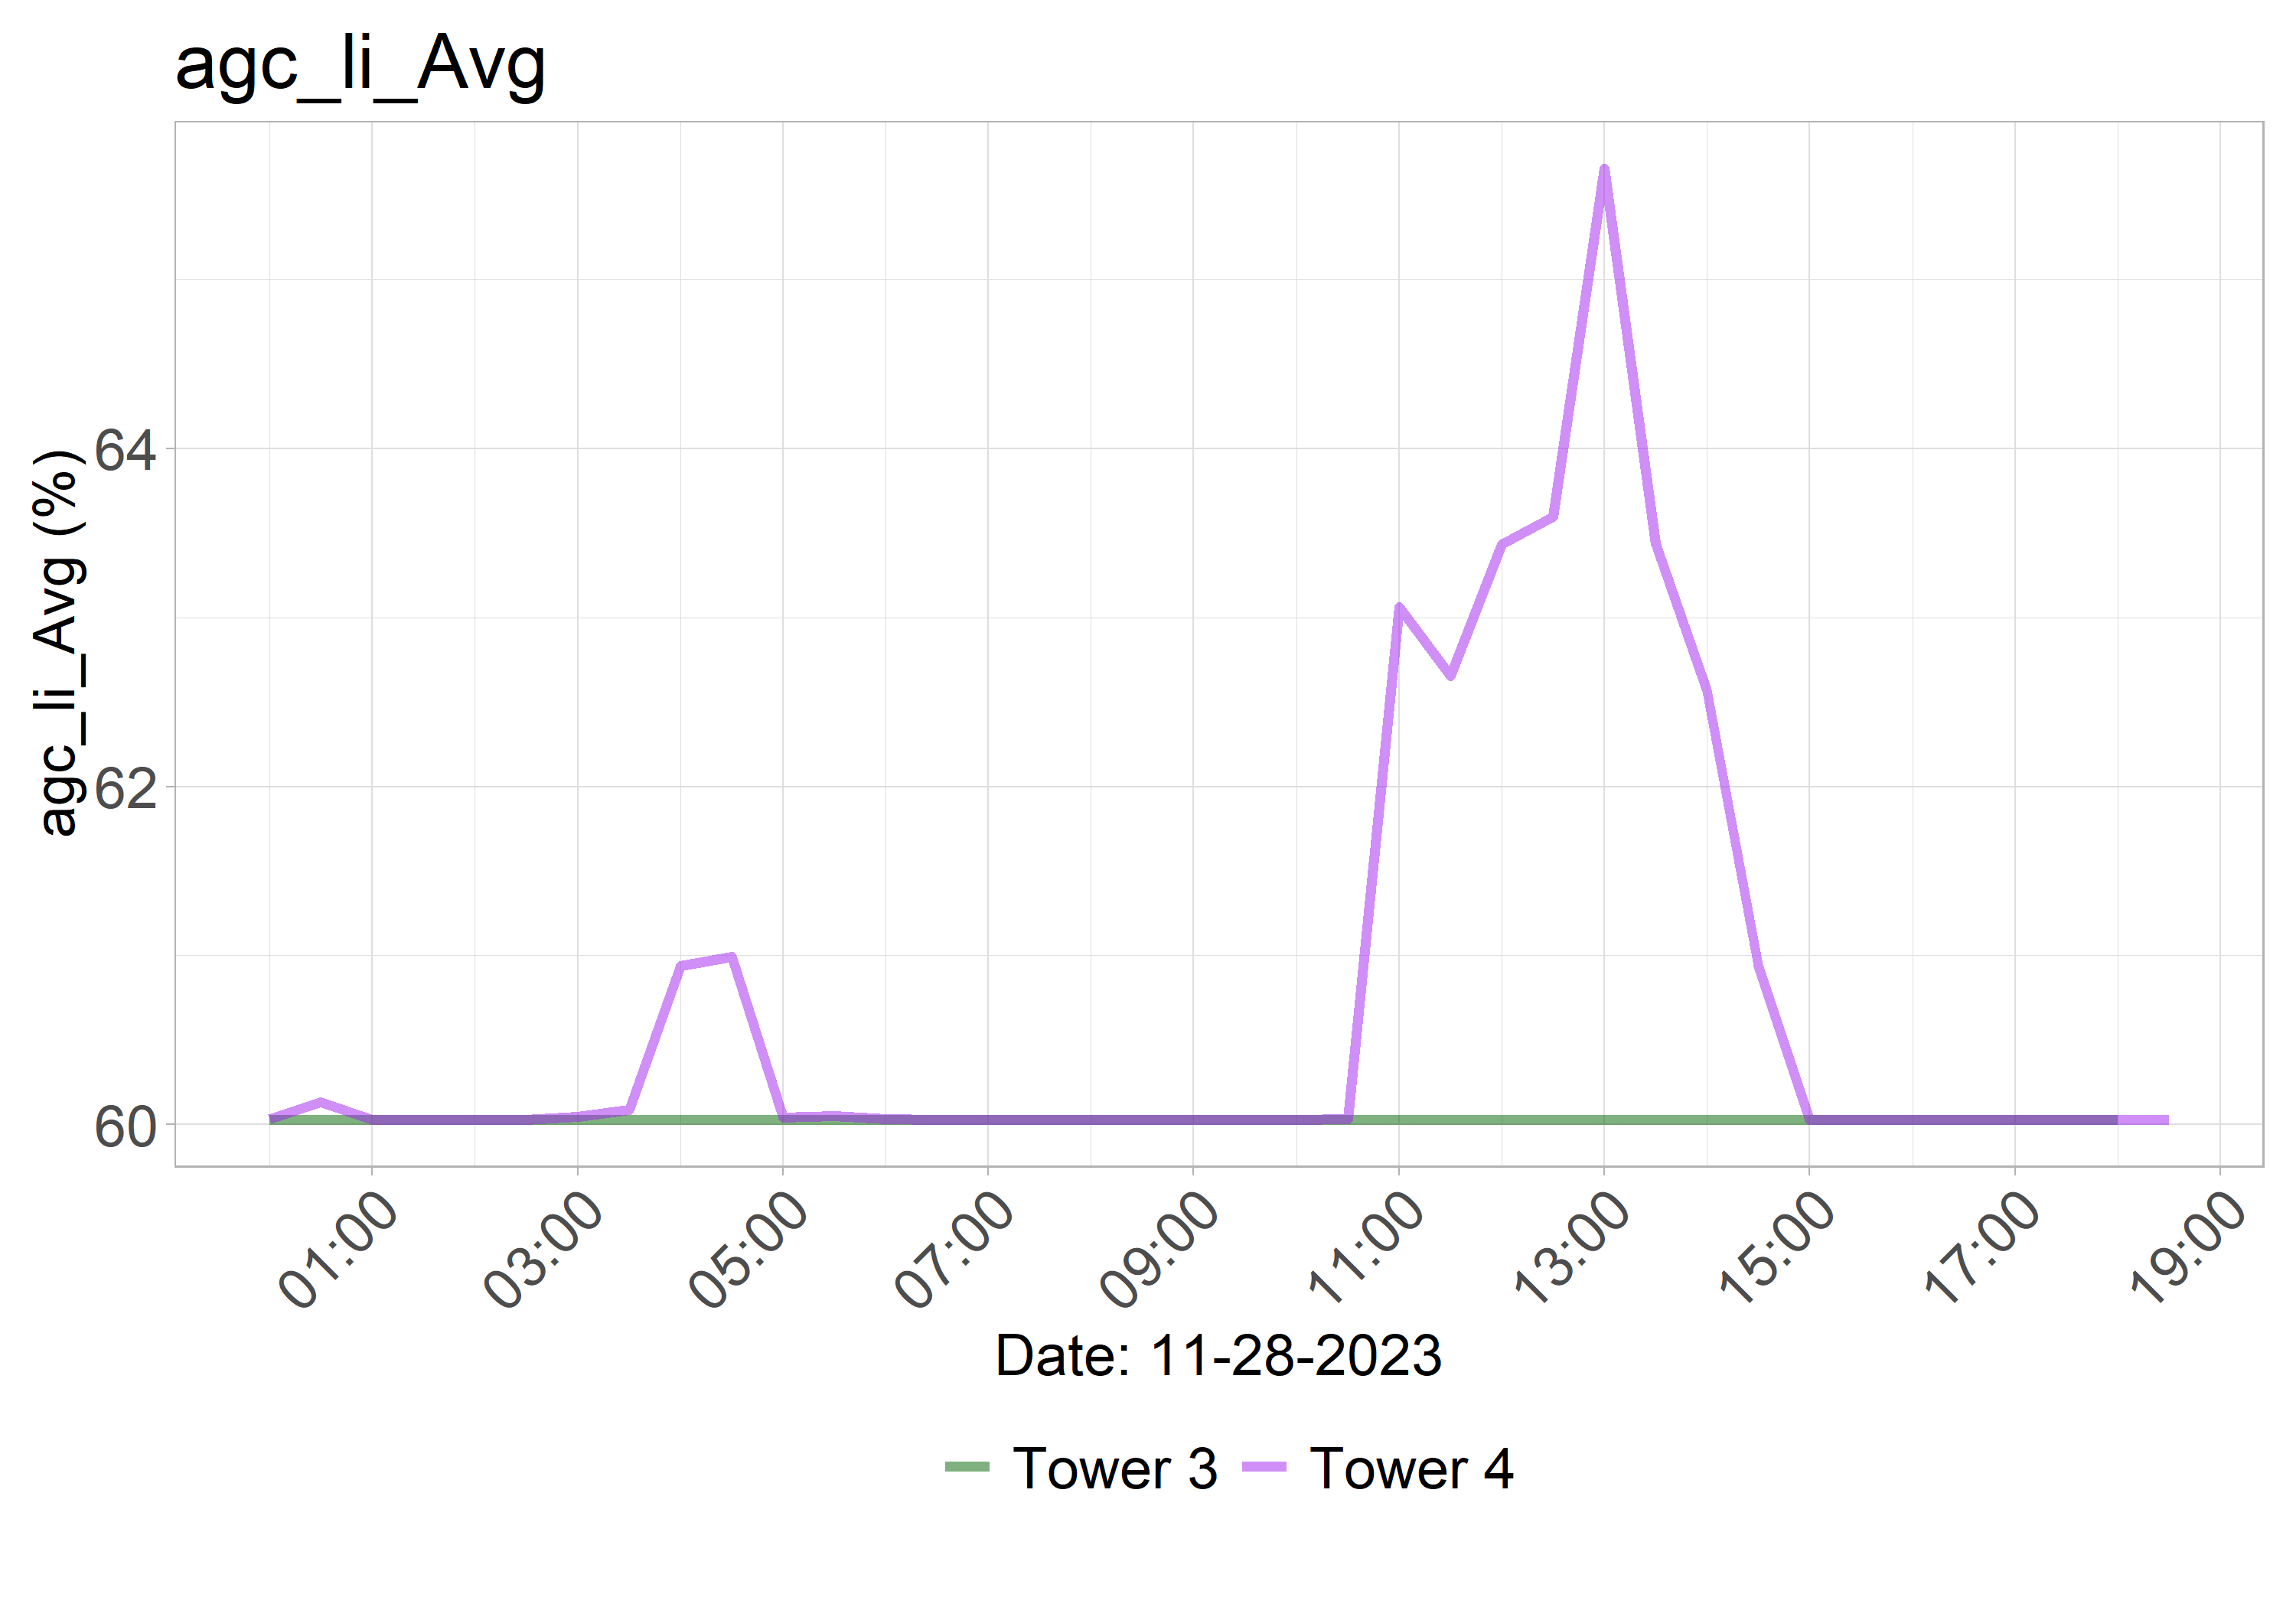 agc_li_Avg
agc_li_Avg (%)
64
62
60
01:00 03:00 05:00 07:00 09:00 11:00 13:00 15:00 17:00 19:00
Date: 11-28-2023
Tower 3 Tower 4